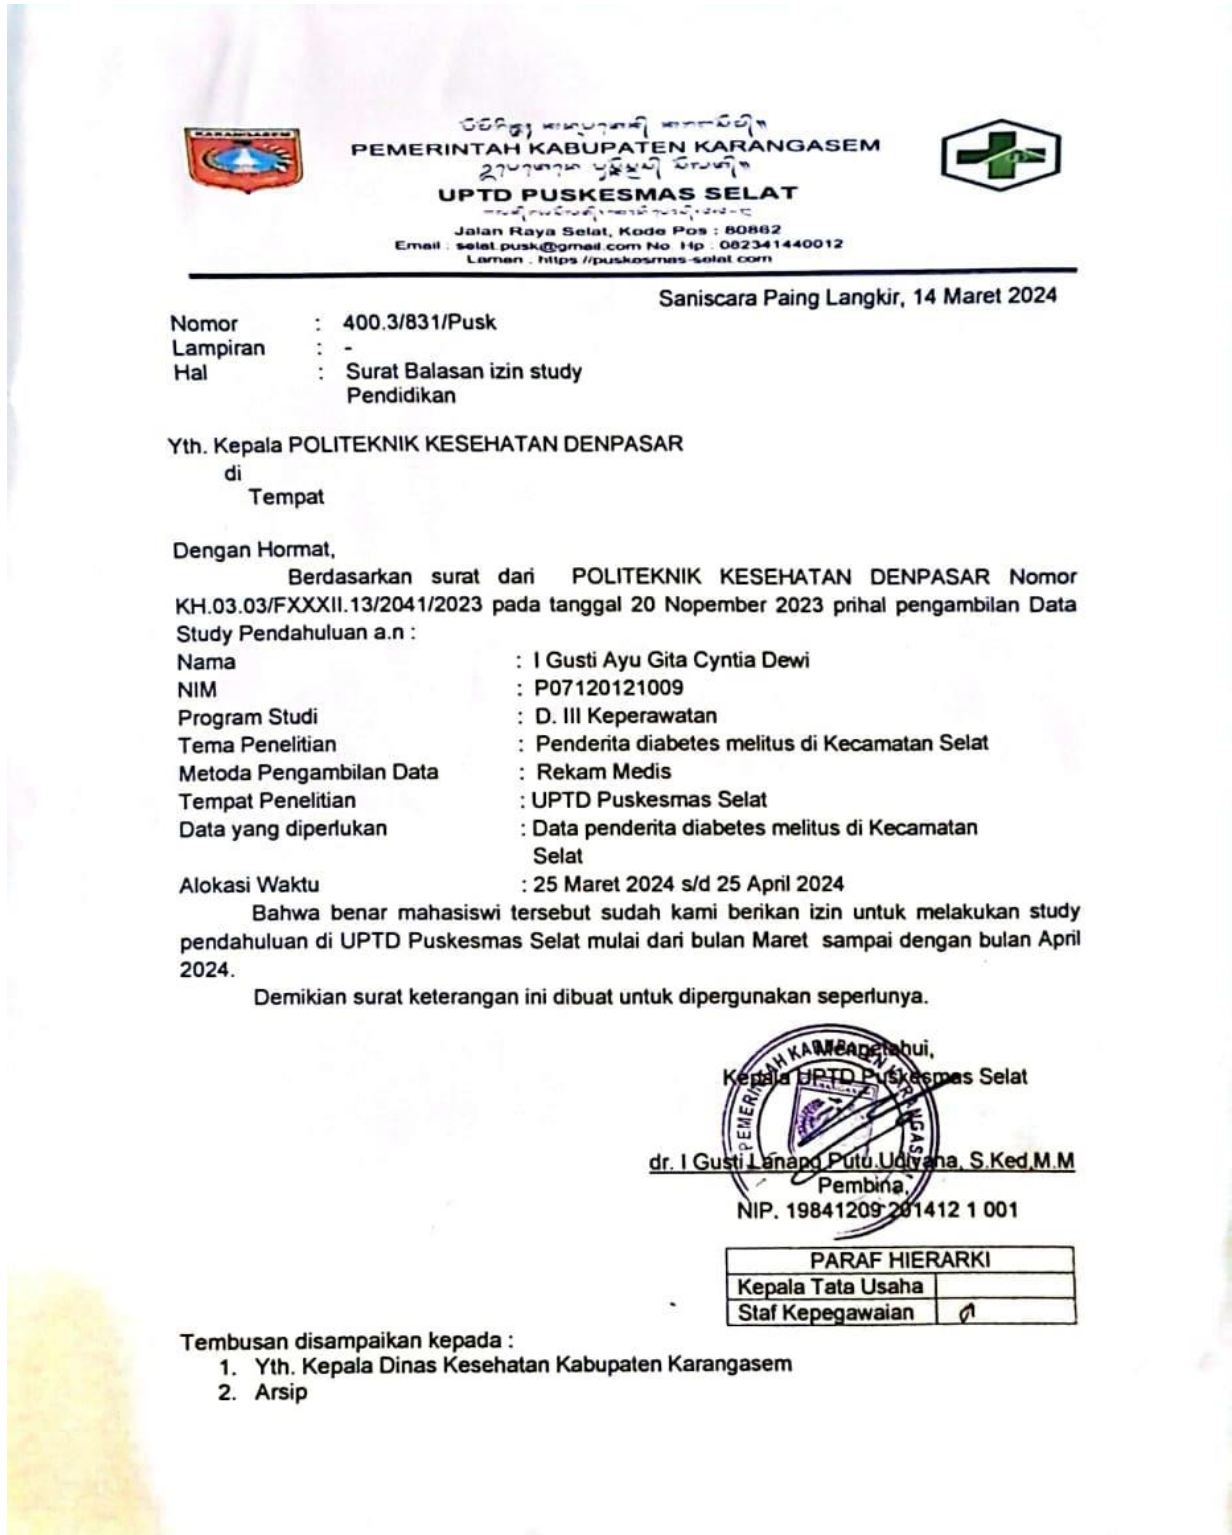 KARANGASEM
PEMERINTAH KABUPATEN KARANGASEM
UPTD PUSKESMAS SELAT
Jalan Raya Selat, Kode Pos : 80862
Email : selat.pusk@gmail.com No. Hp : 082341440012
Laman : https //puskesmas-selat.com
Saniscara Paing Langkir, 14 Maret 2024
Nomor : 400.3/831/Pusk
Lampiran : -
Hal : Surat Balasan izin study
Pendidikan
Yth. Kepala POLITEKNIK KESEHATAN DENPASAR
di
Tempat
Dengan Hormat,
Berdasarkan surat dari POLITEKNIK KESEHATAN DENPASAR Nomor
KH.03.03/FXXXII.13/2041/2023 pada tanggal 20 Nopember 2023 prihal pengambilan Data
Study Pendahuluan a.n :
Nama : I Gusti Ayu Gita Cyntia Dewi
NIM : P07120121009
Program Studi : D. III Keperawatan
Tema Penelitian : Penderita diabetes melitus di Kecamatan Selat
Metoda Pengambilan Data : Rekam Medis
Tempat Penelitian : UPTD Puskesmas Selat
Data yang diperlukan : Data penderita diabetes melitus di Kecamatan
Selat
Alokasi Waktu : 25 Maret 2024 s/d 25 April 2024
Bahwa benar mahasiswi tersebut sudah kami berikan izin untuk melakukan study
pendahuluan di UPTD Puskesmas Selat mulai dari bulan Maret sampai dengan bulan April
2024.
Demikian surat keterangan ini dibuat untuk dipergunakan seperlunya.
Mengetahui,
Kepala UPTD Puskesmas Selat
PEMERINTAH KABUPATEN KARANGASEM
dr. I Gusti Lanang Putu Udiyana, S.Ked,M.M
Pembina,
NIP. 19841209 201412 1 001
PARAF HIERARKI
Kepala Tata Usaha
Staf Kepegawaian
Tembusan disampaikan kepada :
1. Yth. Kepala Dinas Kesehatan Kabupaten Karangasem
2. Arsip